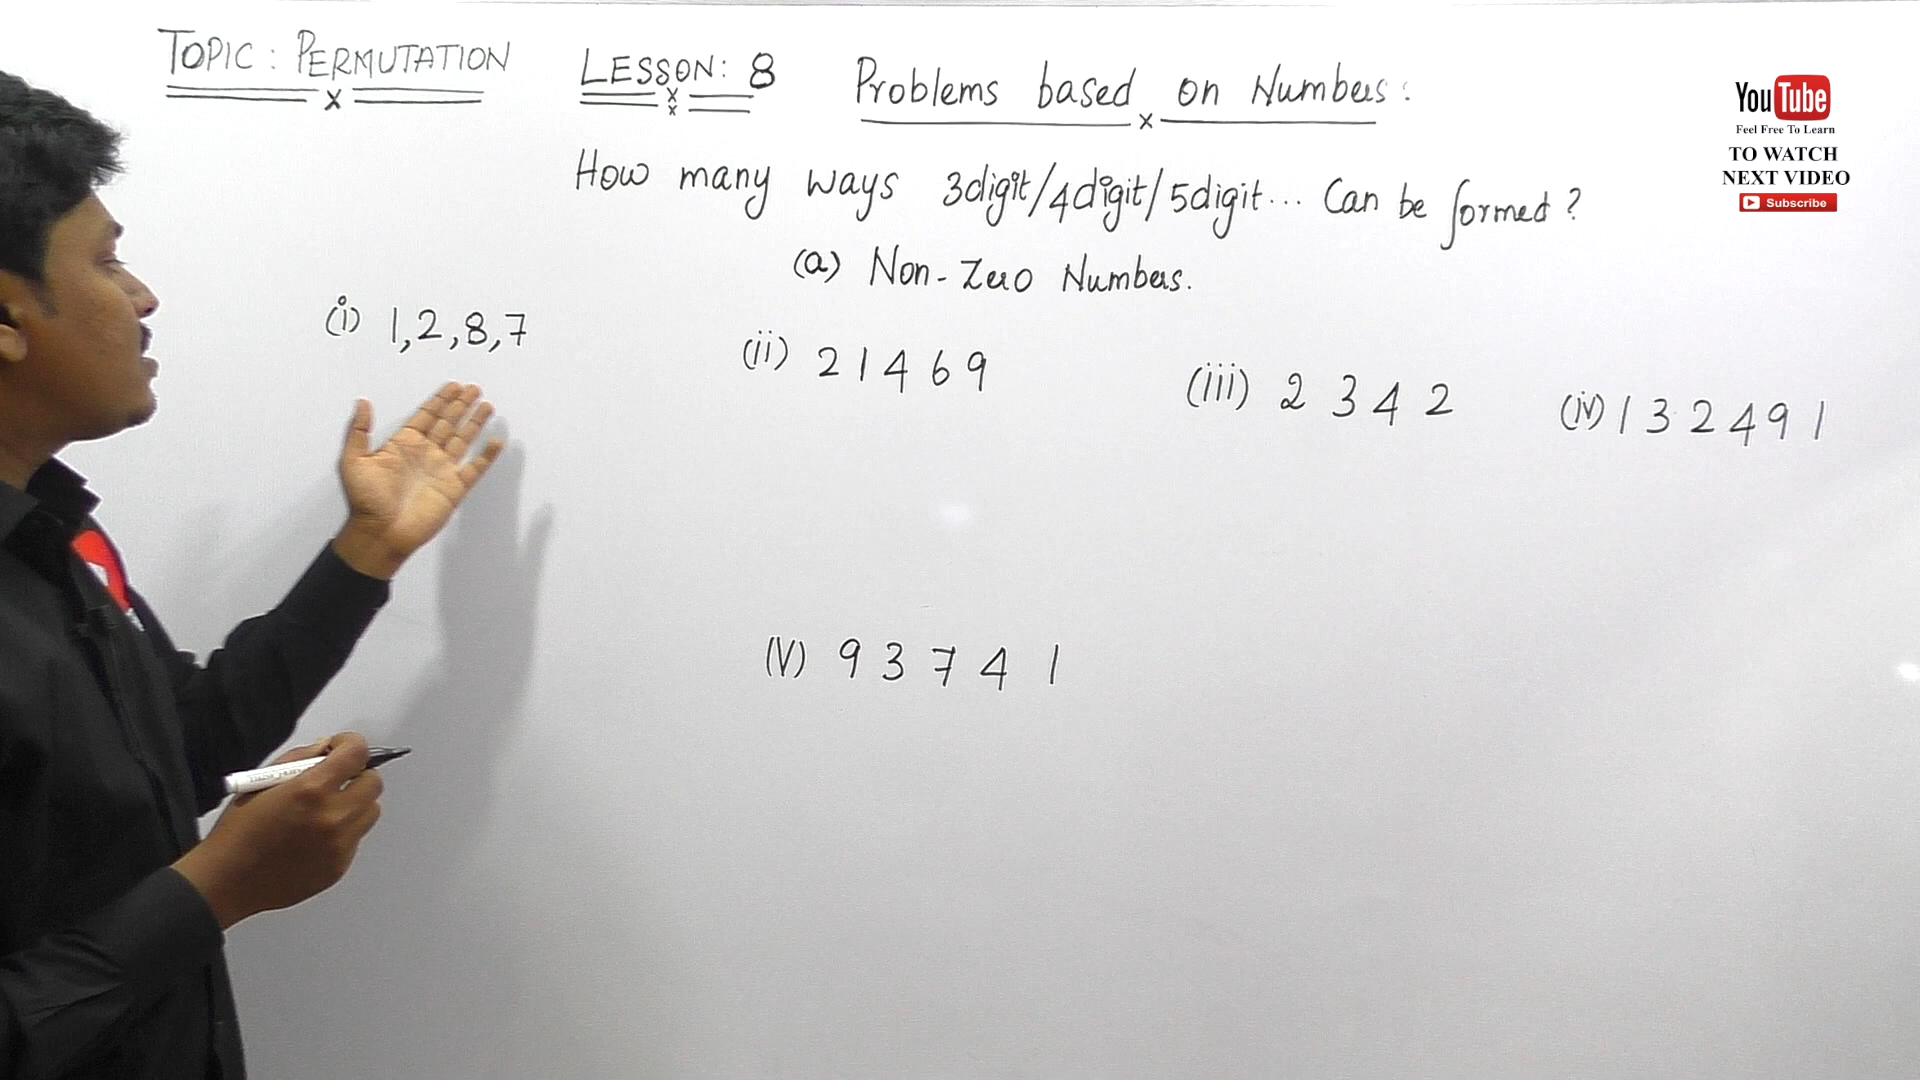 TOPIC: PERMUTATION
LESSON: 8
Problems based on Numbers:
How many ways 3digit/4digit/5digit... Can be formed?
(a) Non-Zero Numbers.
(i) 1,2,8,7
(ii) 2 1 4 6 9
(iii) 2 3 4 2
(iv) 1 3 2 4 9 1
(V) 9 3 7 4 1
YouTube
Feel Free To Learn
TO WATCH
NEXT VIDEO
Subscribe